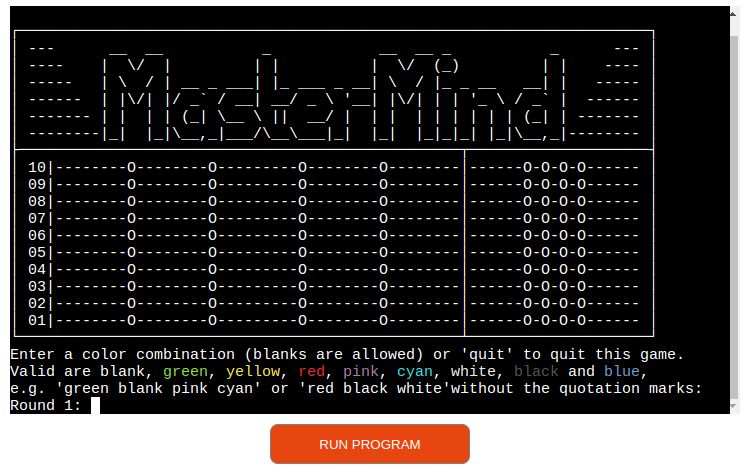 MasterMind
10|--------O--------O---------O--------O--------|------O-O-O-O------
09|--------O--------O---------O--------O--------|------O-O-O-O------
08|--------O--------O---------O--------O--------|------O-O-O-O------
07|--------O--------O---------O--------O--------|------O-O-O-O------
06|--------O--------O---------O--------O--------|------O-O-O-O------
05|--------O--------O---------O--------O--------|------O-O-O-O------
04|--------O--------O---------O--------O--------|------O-O-O-O------
03|--------O--------O---------O--------O--------|------O-O-O-O------
02|--------O--------O---------O--------O--------|------O-O-O-O------
01|--------O--------O---------O--------O--------|------O-O-O-O------
Enter a color combination (blanks are allowed) or 'quit' to quit this game.
Valid are blank, green, yellow, red, pink, cyan, white, black and blue,
e.g. 'green blank pink cyan' or 'red black white'without the quotation marks:
Round 1:
RUN PROGRAM